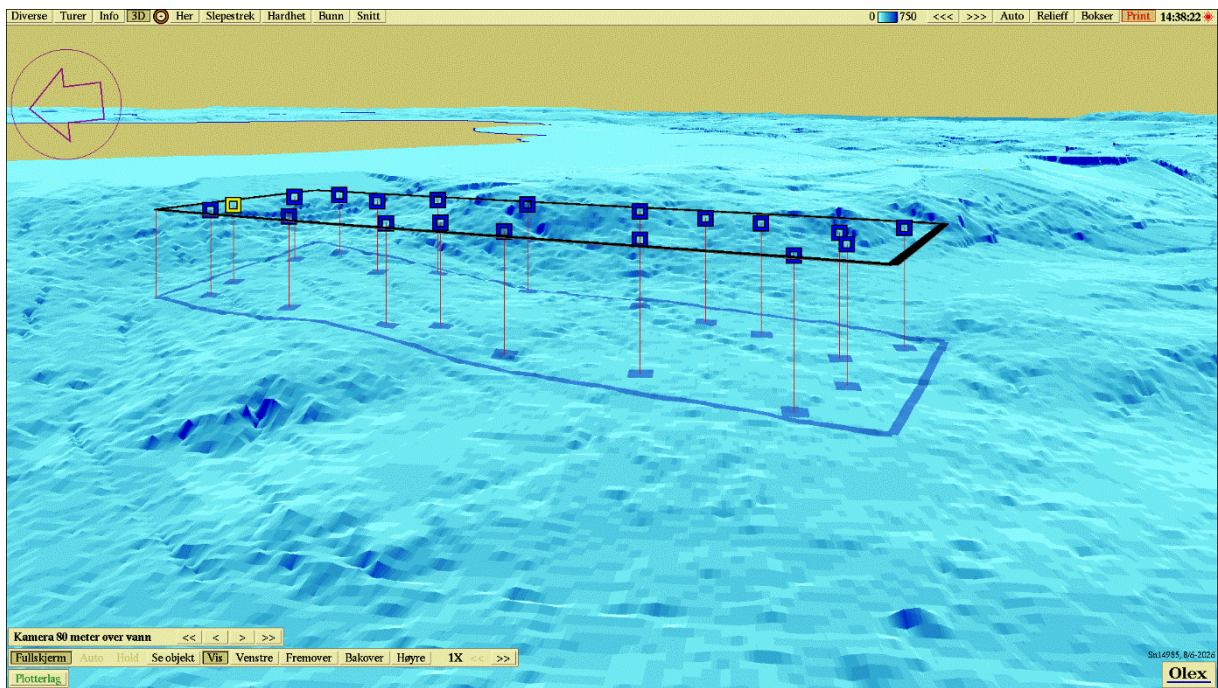 Diverse Turer Info 3D Her Slepestrek Hardhet Bunn Snitt 0 750 <<< >>> Auto Relieff Bokser Print 14:38:22
Kamera 80 meter over vann << < > >>
Fullskjerm Auto Hold Se objekt Vis Venstre Fremover Bakover Høyre 1X << >>
Sn14985, 8/6-2026
Plotterlag
Olex